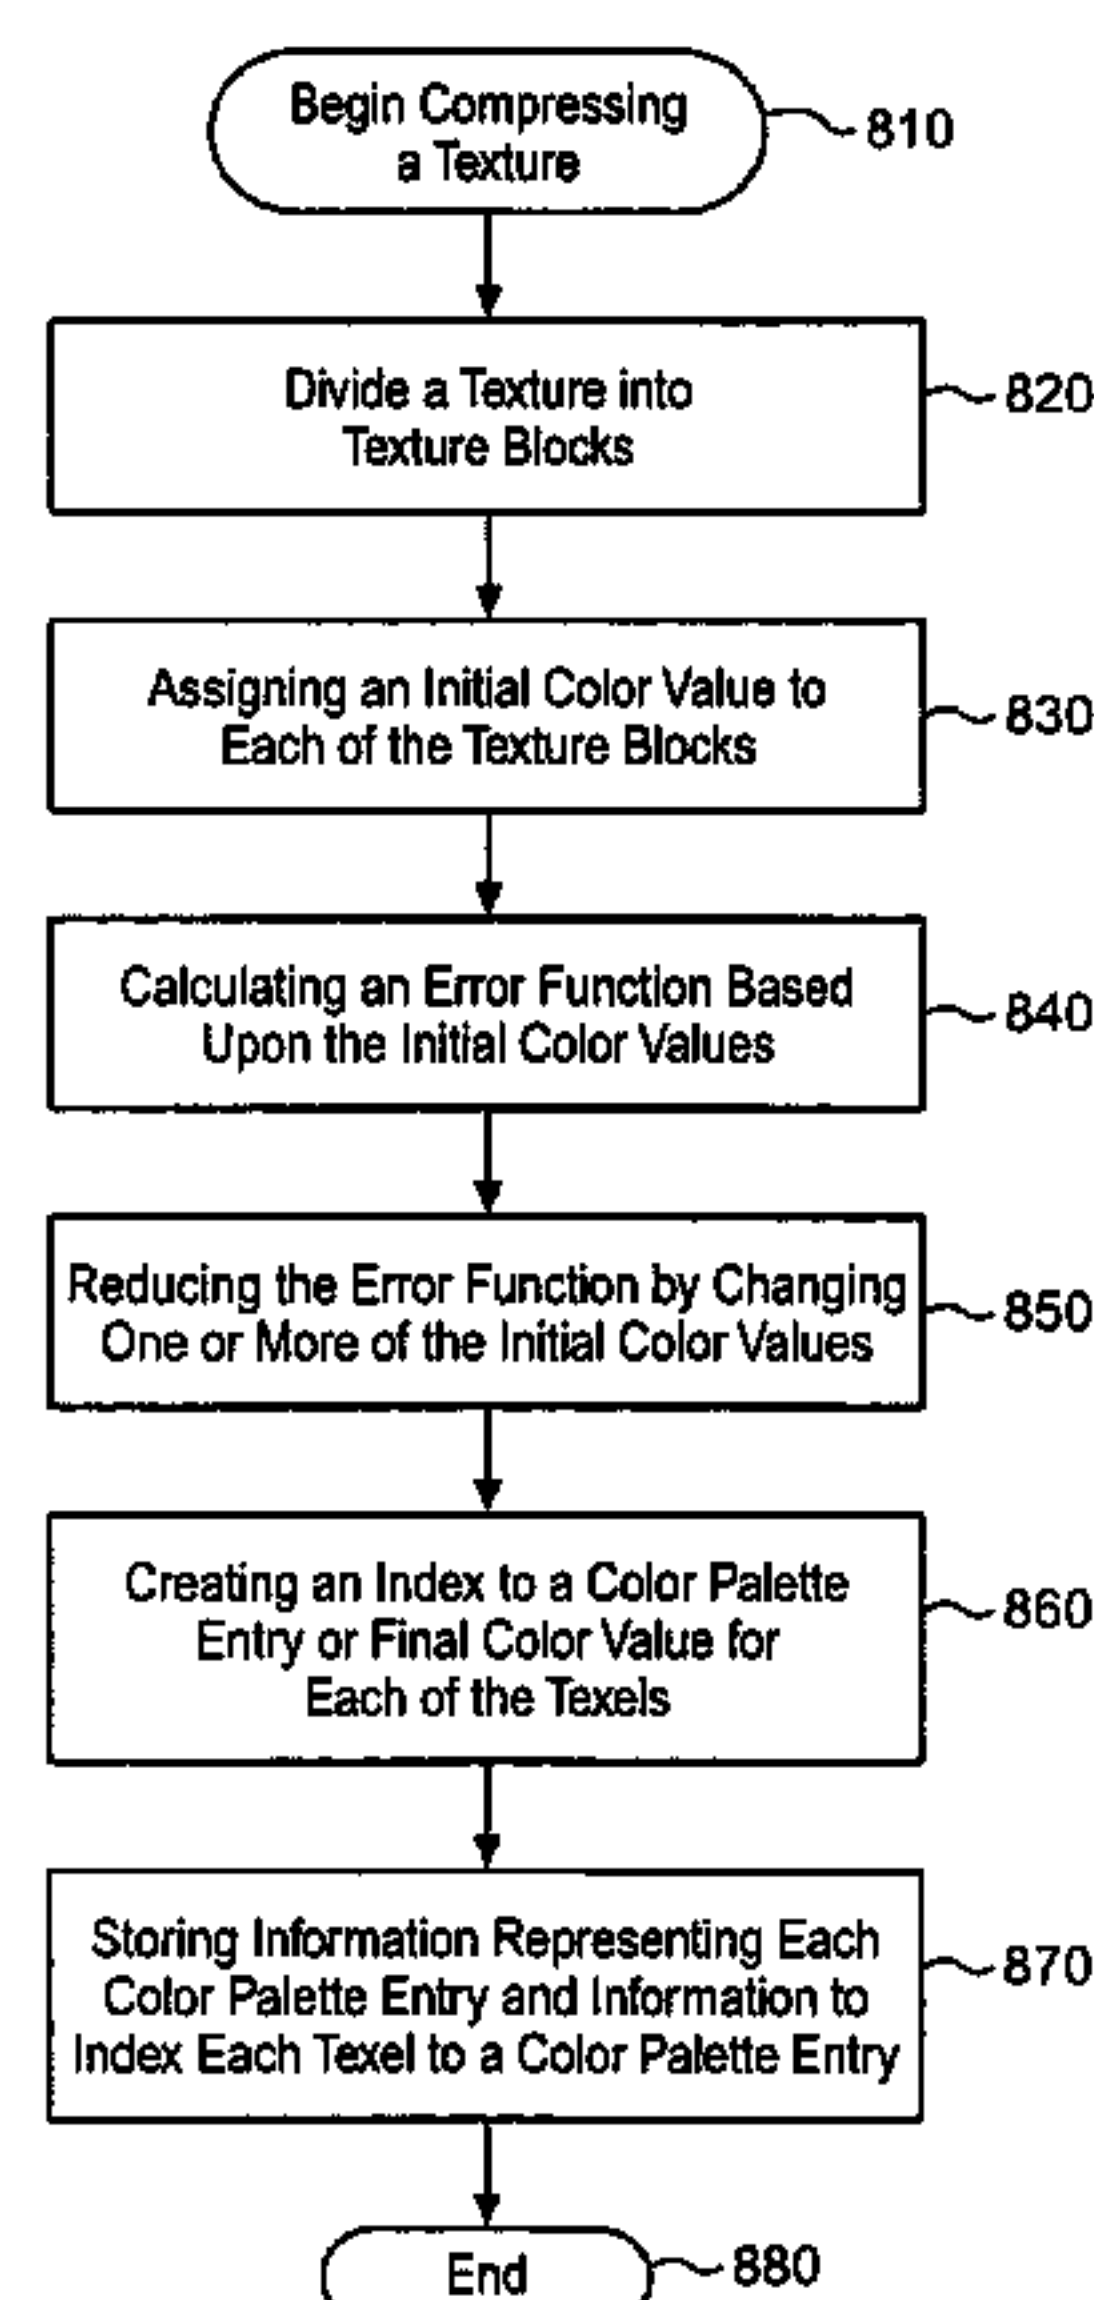 Begin Compressing
a Texture
810
Divide a Texture into
Texture Blocks
820
Assigning an Initial Color Value to
Each of the Texture Blocks
830
Calculating an Error Function Based
Upon the Initial Color Values
840
Reducing the Error Function by Changing
One or More of the Initial Color Values
850
Creating an Index to a Color Palette
Entry or Final Color Value for
Each of the Texels
860
Storing Information Representing Each
Color Palette Entry and Information to
Index Each Texel to a Color Palette Entry
870
End
880